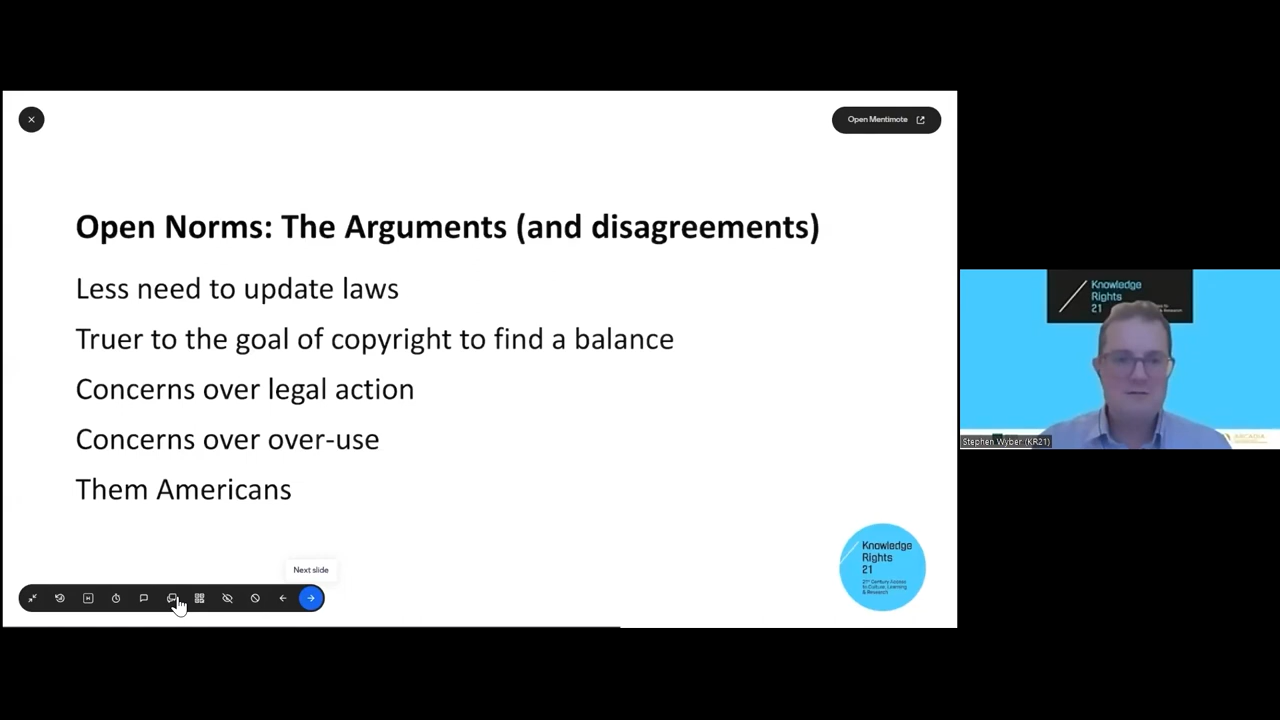 Open Mentimote
Open Norms: The Arguments (and disagreements)
Less need to update laws
Truer to the goal of copyright to find a balance
Concerns over legal action
Concerns over over-use
Them Americans
Next slide
Knowledge
Rights
21
21st Century Access
to Culture, Learning
& Research
Knowledge
Rights
21
& Research
Stephen Wyber (KR21)
ARCADIA